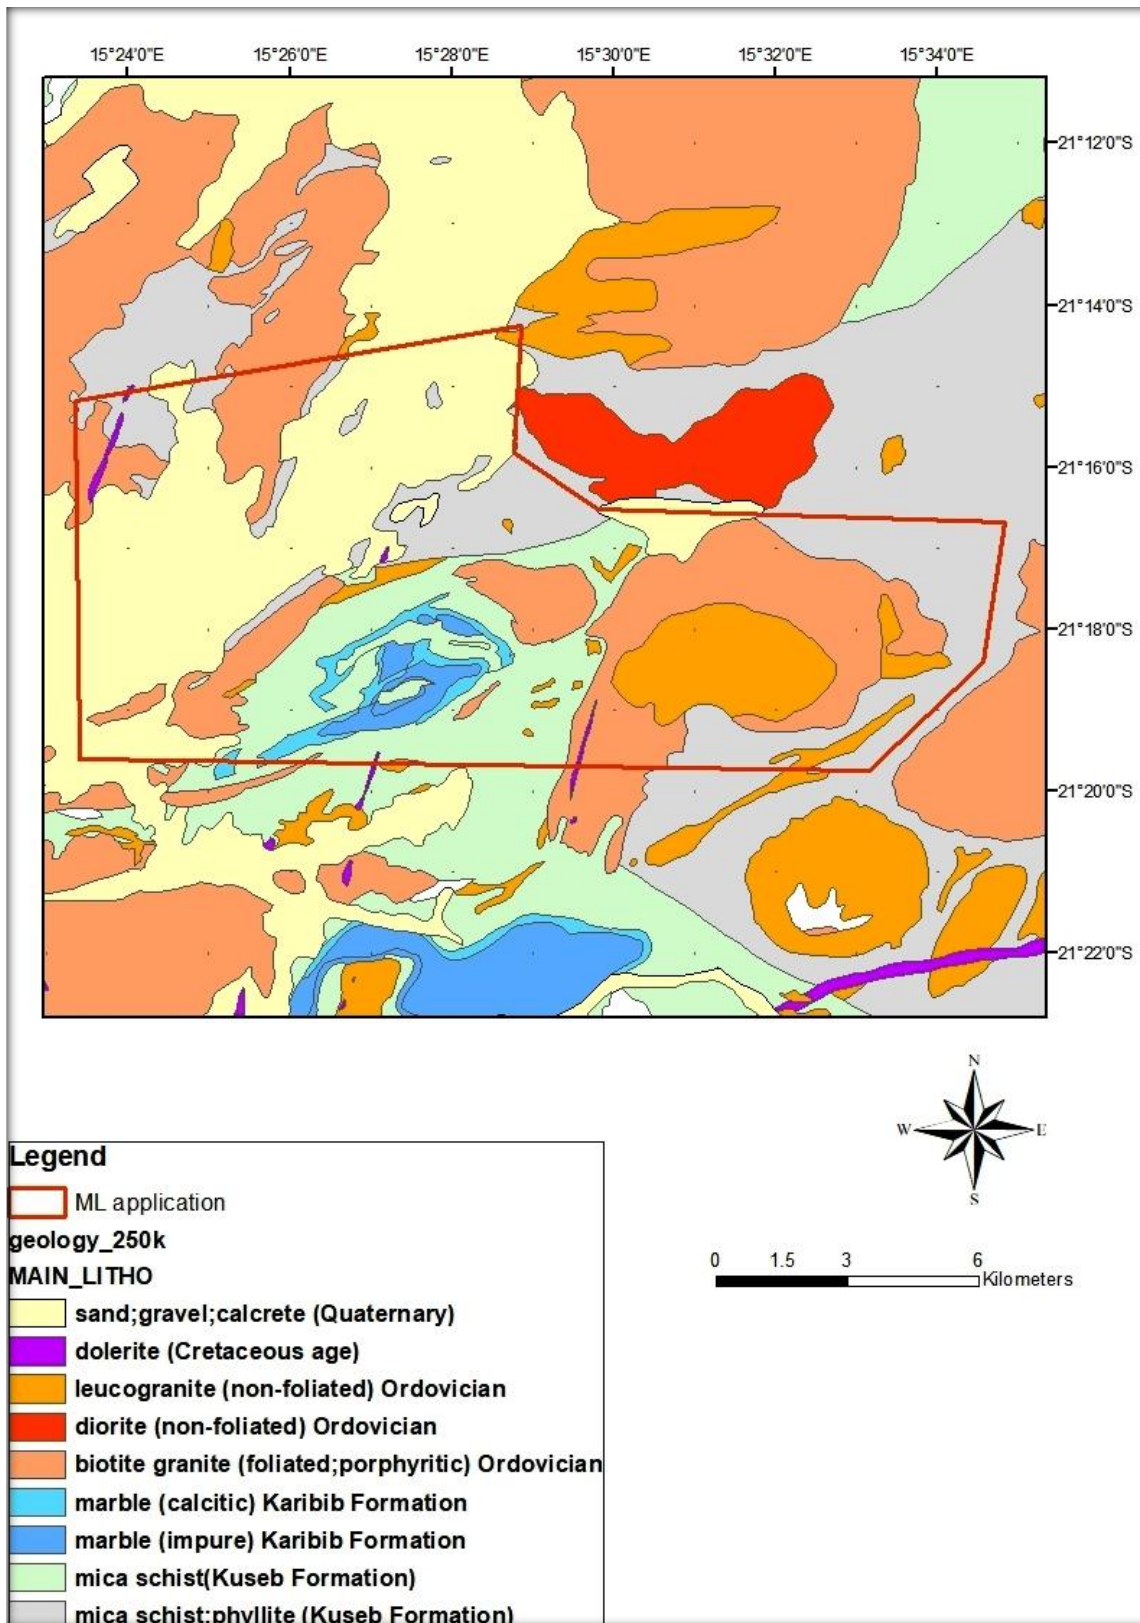 15°24'0"E 15°26'0"E 15°28'0"E 15°30'0"E 15°32'0"E 15°34'0"E
21°12'0"S
21°14'0"S
21°16'0"S
21°18'0"S
21°20'0"S
21°22'0"S
N
W E
S
Legend
ML application
geology_250k
MAIN_LITHO
0 1.5 3 6
Kilometers
sand;gravel;calcrete (Quaternary)
dolerite (Cretaceous age)
leucogranite (non-foliated) Ordovician
diorite (non-foliated) Ordovician
biotite granite (foliated;porphyritic) Ordovician
marble (calcitic) Karibib Formation
marble (impure) Karibib Formation
mica schist(Kuseb Formation)
mica schist;phyllite (Kuseb Formation)